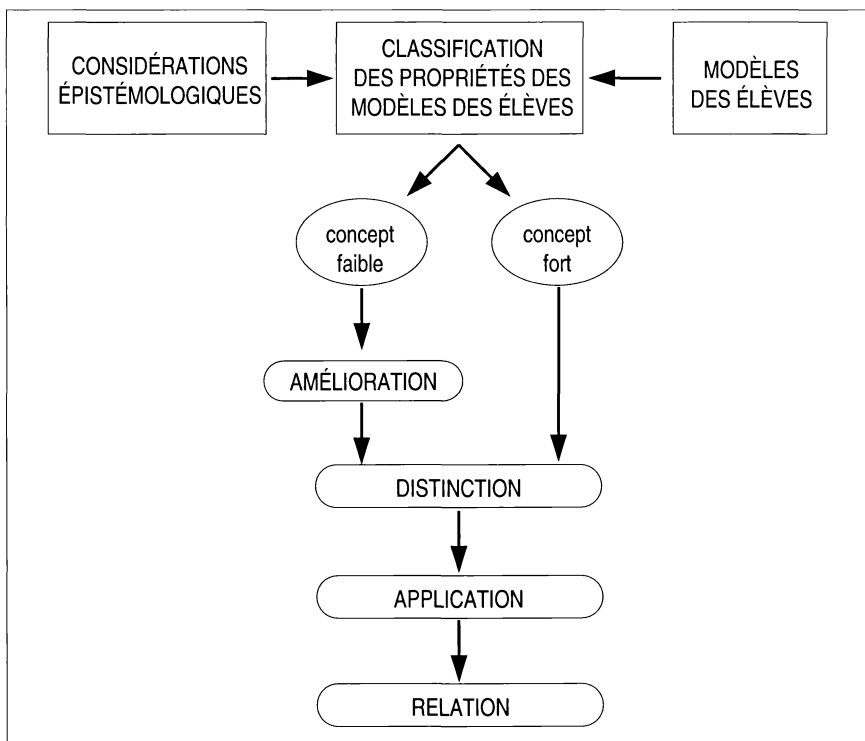 CONSIDÉRATIONS
ÉPISTÉMOLOGIQUES
CLASSIFICATION
DES PROPRIÉTÉS DES
MODÈLES DES ÉLÈVES
MODÈLES
DES ÉLÈVES
concept
faible
concept
fort
AMÉLIORATION
DISTINCTION
APPLICATION
RELATION